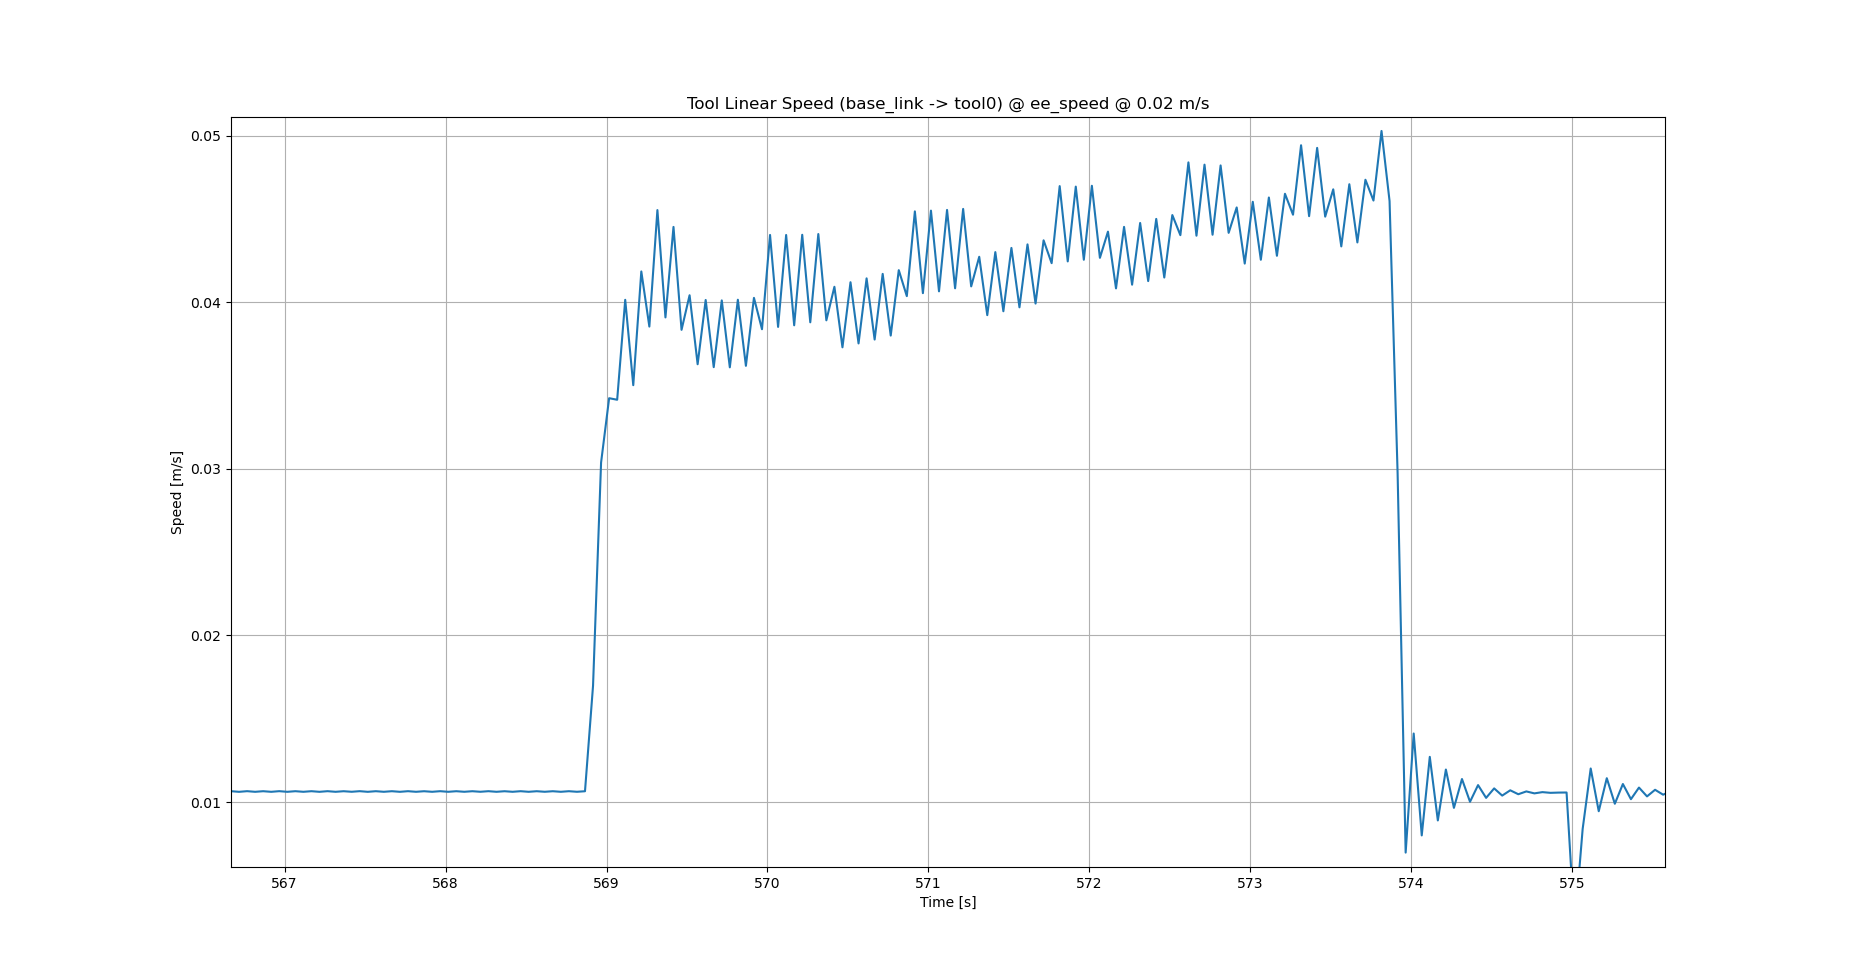 Tool Linear Speed (base_link -> tool0) @ ee_speed @ 0.02 m/s
0.05
0.04
0.03
0.02
0.01
Speed [m/s]
567 568 569 570 571 572 573 574 575
Time [s]